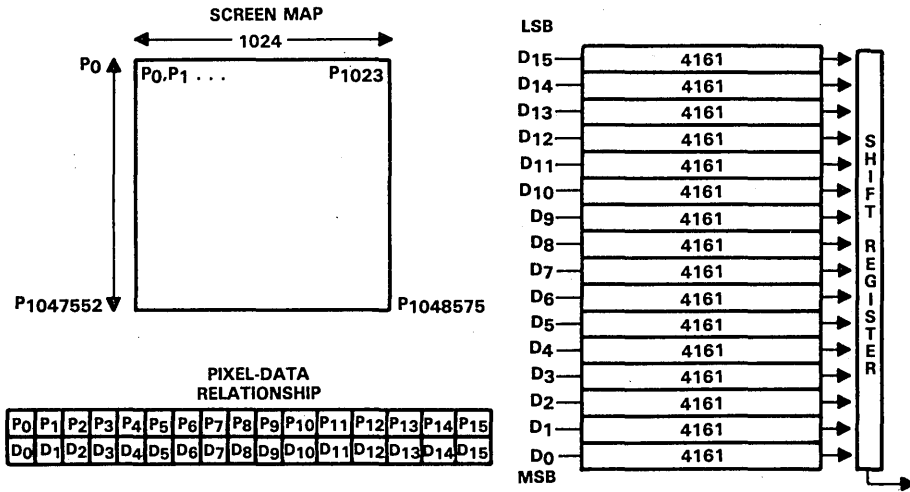 SCREEN MAP
1024
P0
P0,P1 . . . P1023
P1047552 P1048575
PIXEL-DATA
RELATIONSHIP
P0 P1 P2 P3 P4 P5 P6 P7 P8 P9 P10 P11 P12 P13 P14 P15
D0 D1 D2 D3 D4 D5 D6 D7 D8 D9 D10 D11 D12 D13 D14 D15
LSB
D15 4161
D14 4161
D13 4161
D12 4161
D11 4161
D10 4161
D9 4161
D8 4161
D7 4161
D6 4161
D5 4161
D4 4161
D3 4161
D2 4161
D1 4161
D0 4161
MSB
SHIFT REGISTER